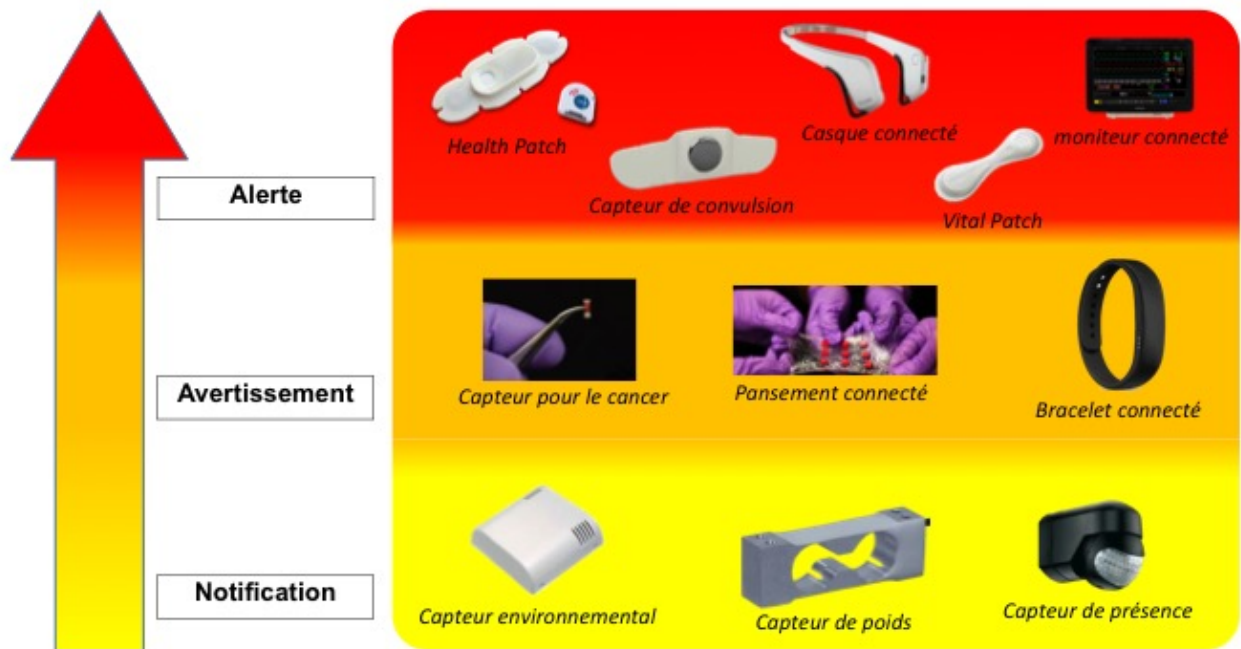 Health Patch
Casque connecté
moniteur connecté
Alerte
Capteur de convulsion
Vital Patch
Avertissement
Capteur pour le cancer
Pansement connecté
Bracelet connecté
Notification
Capteur environnemental
Capteur de poids
Capteur de présence